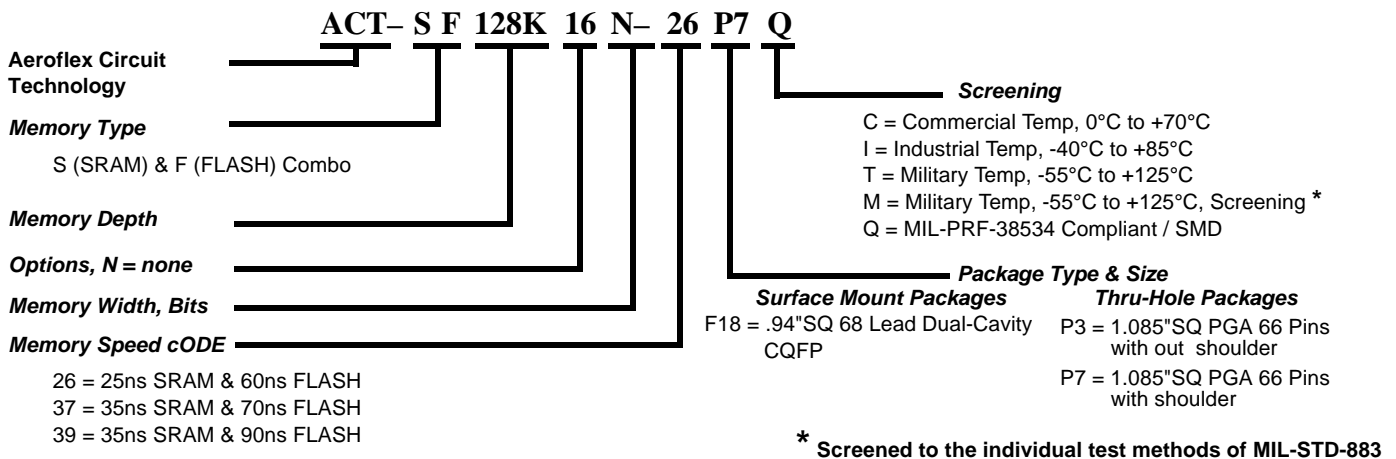 ACT– S F 128K 16 N– 26 P7 Q
Aeroflex Circuit
Technology
Memory Type
S (SRAM) & F (FLASH) Combo
Memory Depth
Options, N = none
Memory Width, Bits
Memory Speed cODE
26 = 25ns SRAM & 60ns FLASH
37 = 35ns SRAM & 70ns FLASH
39 = 35ns SRAM & 90ns FLASH
Screening
C = Commercial Temp, 0°C to +70°C
I = Industrial Temp, -40°C to +85°C
T = Military Temp, -55°C to +125°C
M = Military Temp, -55°C to +125°C, Screening *
Q = MIL-PRF-38534 Compliant / SMD
Package Type & Size
Surface Mount Packages
F18 = .94"SQ 68 Lead Dual-Cavity
CQFP
Thru-Hole Packages
P3 = 1.085"SQ PGA 66 Pins
with out shoulder
P7 = 1.085"SQ PGA 66 Pins
with shoulder
* Screened to the individual test methods of MIL-STD-883